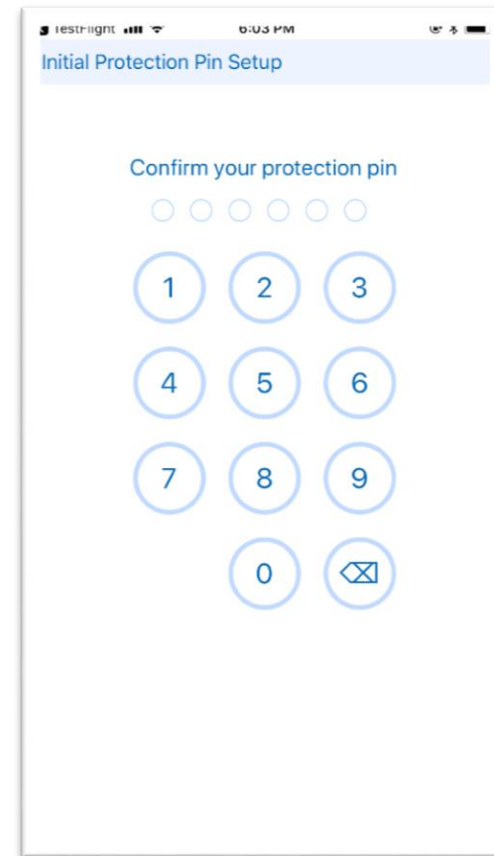 TestFlight 6:03 PM
Initial Protection Pin Setup
Confirm your protection pin
1 2 3
4 5 6
7 8 9
0